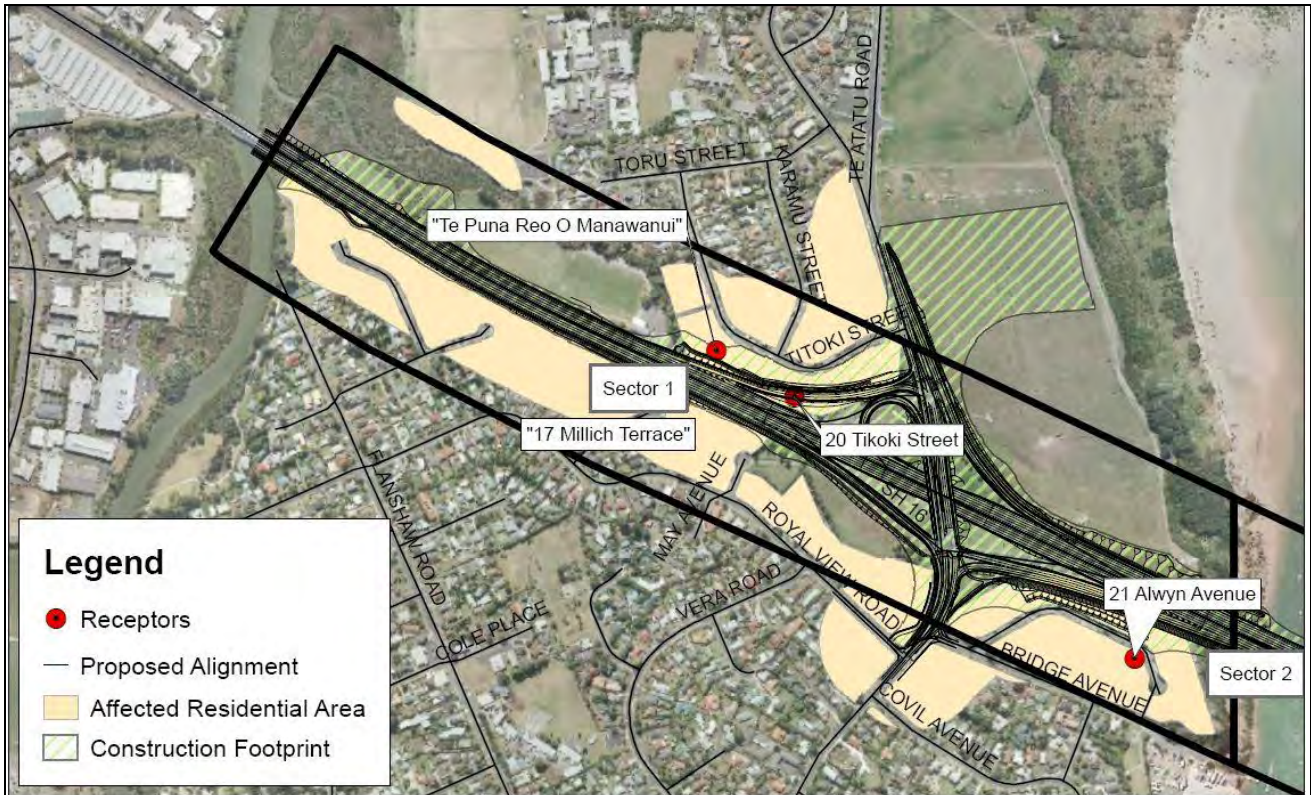 TE ATATU ROAD
TORU STREET
KARAMU STREET
"Te Puna Reo O Manawanui"
TITOKI STREET
Sector 1
"17 Millich Terrace"
20 Tikoki Street
SH 16
MAY AVENUE
ROYAL VIEW ROAD
FLANSHAW ROAD
VERA ROAD
COLE PLACE
21 Alwyn Avenue
BRIDGE AVENUE
Sector 2
COVIL AVENUE
Legend
Receptors
Proposed Alignment
Affected Residential Area
Construction Footprint